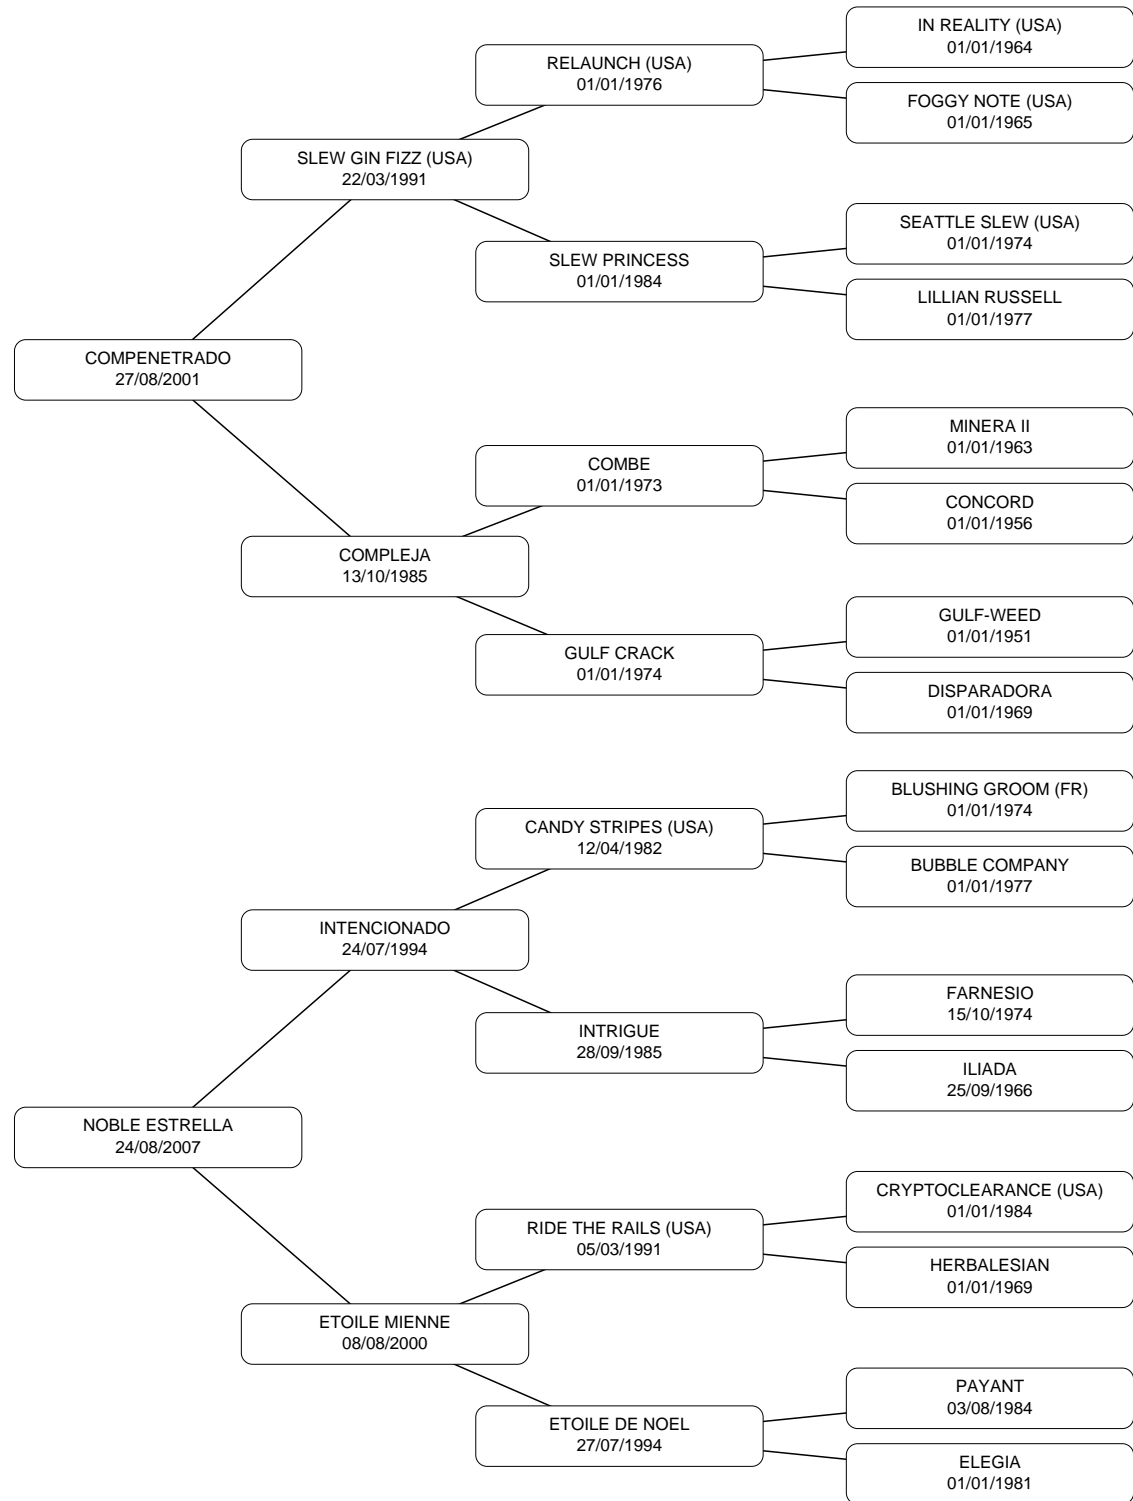 IN REALITY (USA)
01/01/1964
RELAUNCH (USA)
01/01/1976
FOGGY NOTE (USA)
01/01/1965
SLEW GIN FIZZ (USA)
22/03/1991
SEATTLE SLEW (USA)
01/01/1974
SLEW PRINCESS
01/01/1984
LILLIAN RUSSELL
01/01/1977
COMPENETRADO
27/08/2001
MINERA II
01/01/1963
COMBE
01/01/1973
CONCORD
01/01/1956
COMPLEJA
13/10/1985
GULF-WEED
01/01/1951
GULF CRACK
01/01/1974
DISPARADORA
01/01/1969
BLUSHING GROOM (FR)
01/01/1974
CANDY STRIPES (USA)
12/04/1982
BUBBLE COMPANY
01/01/1977
INTENCIONADO
24/07/1994
FARNESIO
15/10/1974
INTRIGUE
28/09/1985
ILIADA
25/09/1966
NOBLE ESTRELLA
24/08/2007
CRYPTOCLEARANCE (USA)
01/01/1984
RIDE THE RAILS (USA)
05/03/1991
HERBALESIAN
01/01/1969
ETOILE MIENNE
08/08/2000
PAYANT
03/08/1984
ETOILE DE NOEL
27/07/1994
ELEGIA
01/01/1981